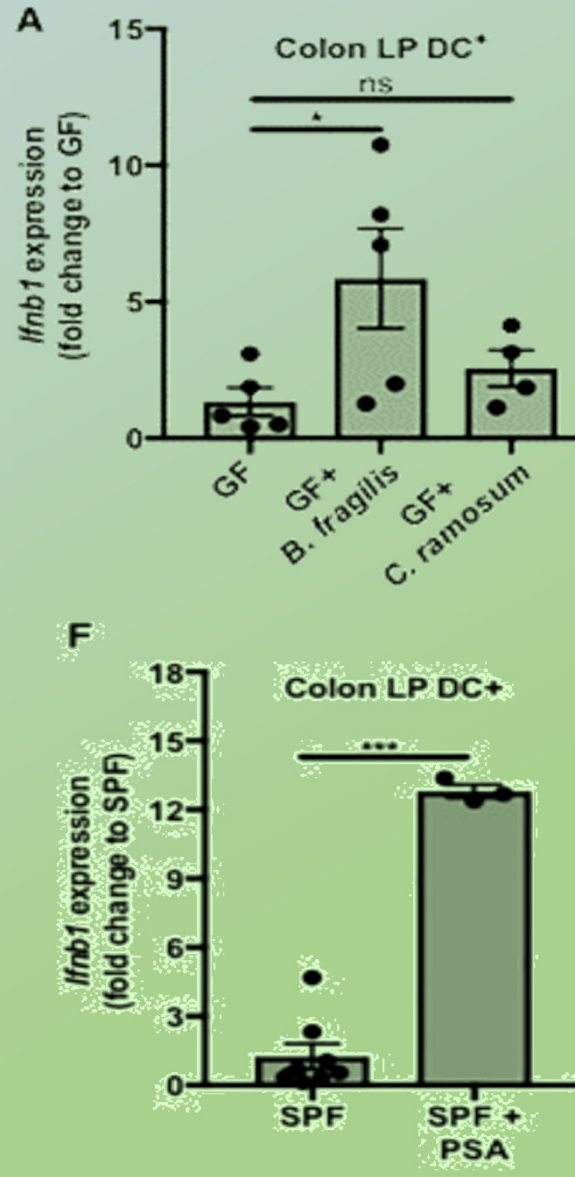 A
15
10
5
0
Ifnb1 expression
(fold change to GF)
Colon LP DC+
ns
*
GF
GF+
B. fragilis
GF+
C. ramosum
F
18
15
12
9
6
3
0
Ifnb1 expression
(fold change to SPF)
Colon LP DC+
***
SPF
SPF +
PSA